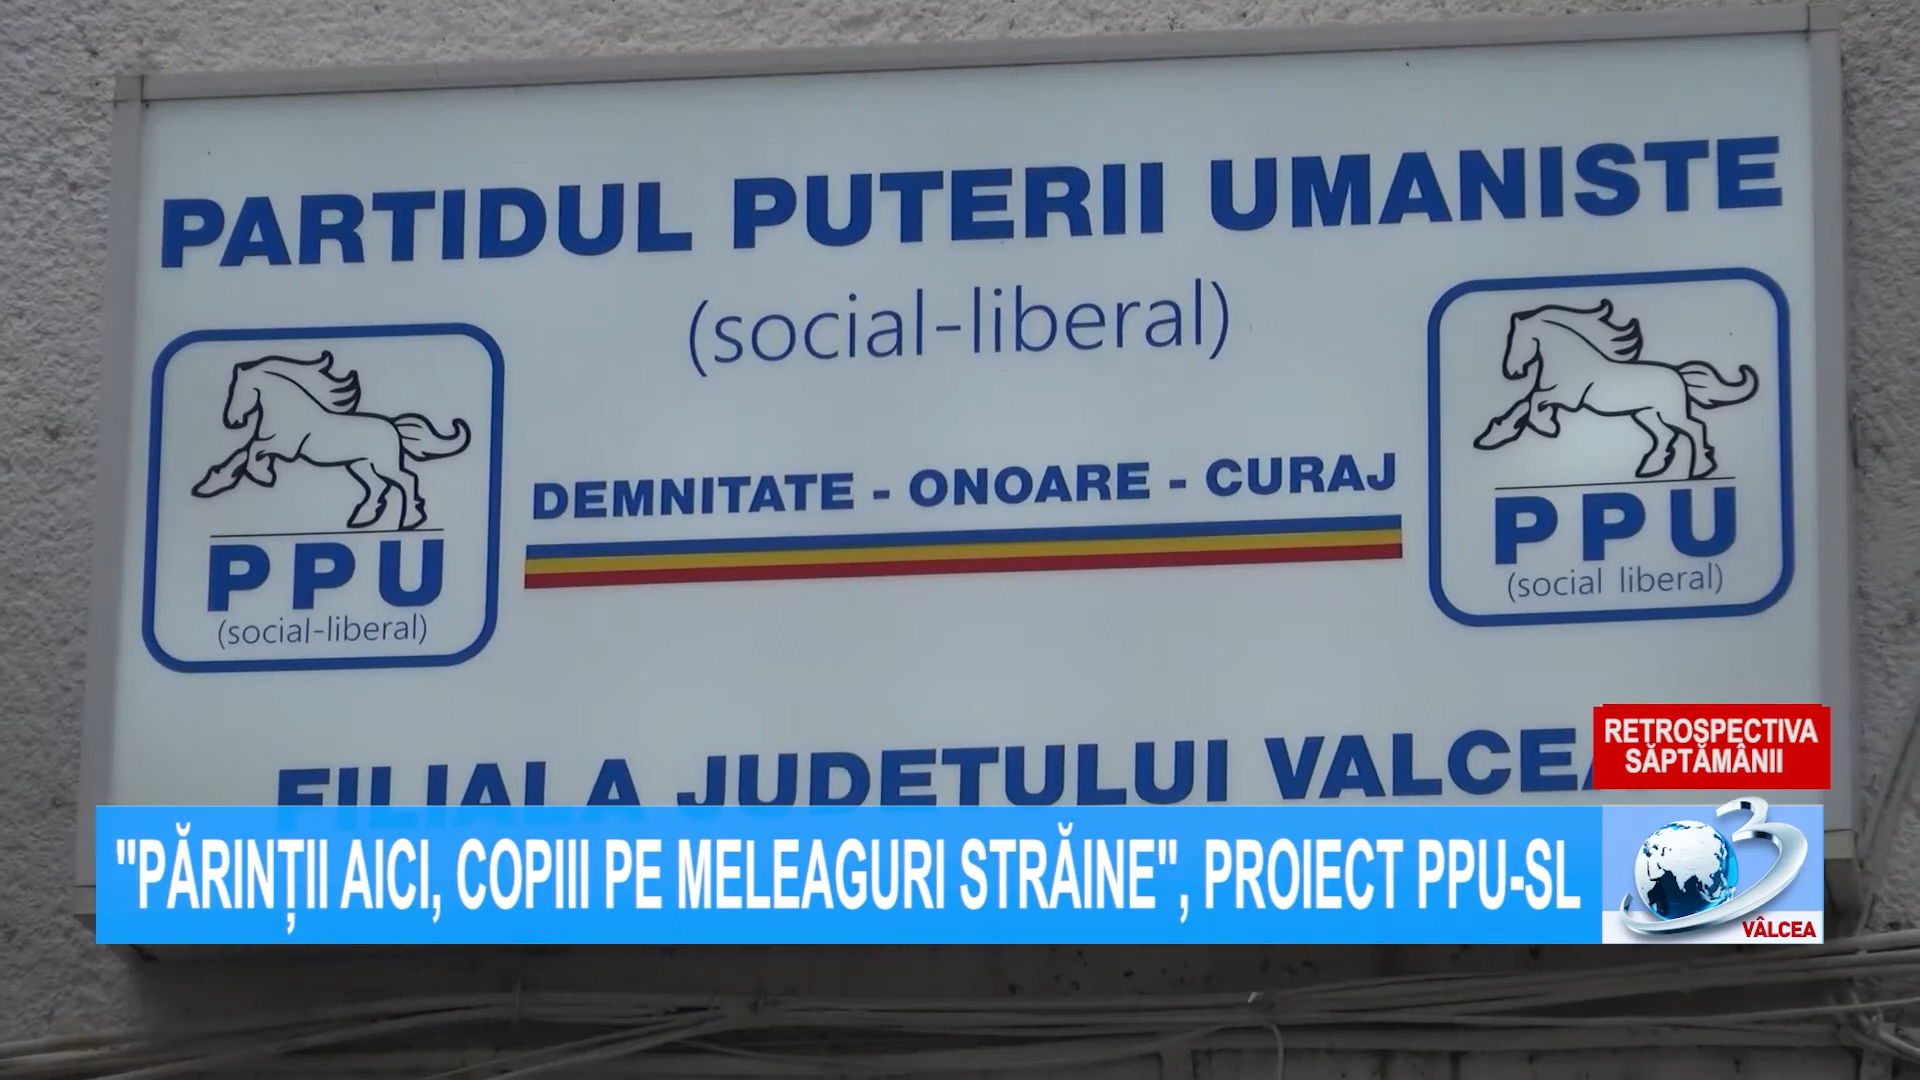 PARTIDUL PUTERII UMANISTE
(social-liberal)
DEMNITATE - ONOARE - CURAJ
PPU
(social-liberal)
PPU
(social liberal)
FILIALA JUDETULUI VALCEA
RETROSPECTIVA
SĂPTĂMÂNII
"PĂRINȚII AICI, COPIII PE MELEAGURI STRĂINE", PROIECT PPU-SL
3
VÂLCEA